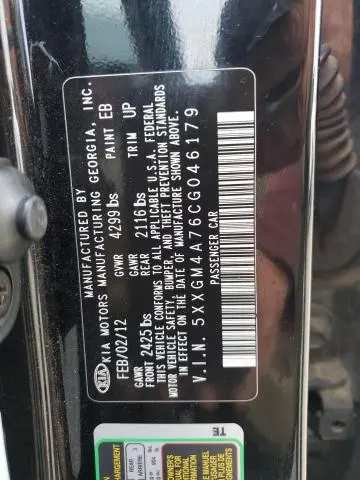 MANUFACTURED BY
KIA KIA MOTORS MANUFACTURING GEORGIA, INC.
FEB/02/12 GVWR 4299 lbs PAINT EB
GAWR GAWR TRIM UP
FRONT 2425 lbs REAR 2116 lbs
THIS VEHICLE CONFORMS TO ALL APPLICABLE U.S.A. FEDERAL
MOTOR VEHICLE SAFETY, BUMPER, AND THEFT PREVENTION STANDARDS
IN EFFECT ON THE DATE OF MANUFACTURE SHOWN ABOVE.
V.I.N. 5XXGM4A76CG046179
PASSENGER CAR
TE